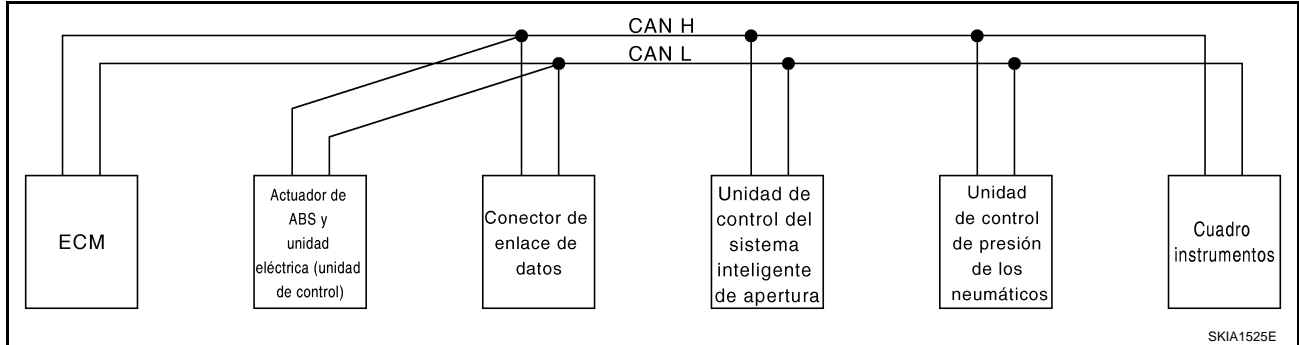 CAN H
CAN L
ECM
Actuador de
ABS y
unidad
eléctrica (unidad
de control)
Conector de
enlace de
datos
Unidad de
control del
sistema
inteligente
de apertura
Unidad
de control
de presión
de los
neumáticos
Cuadro
instrumentos
SKIA1525E